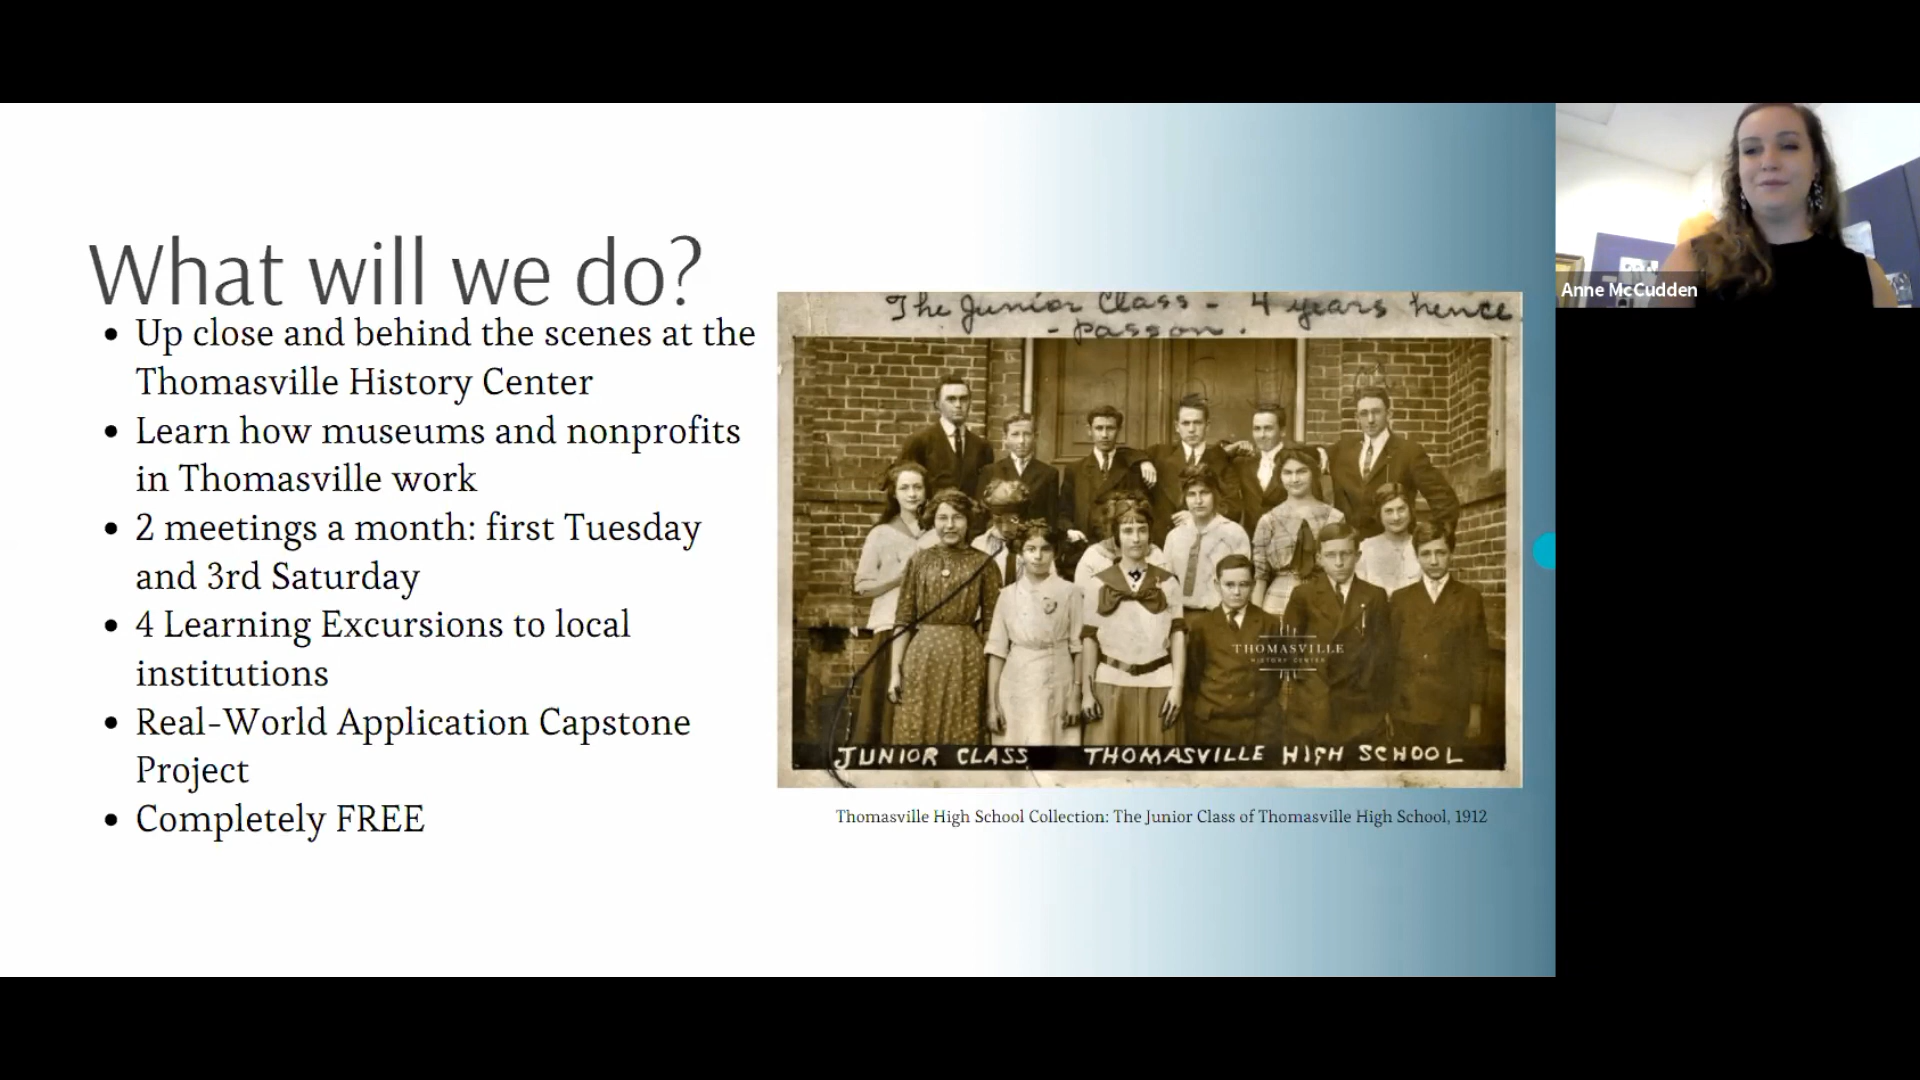 What will we do?
• Up close and behind the scenes at the
Thomasville History Center
• Learn how museums and nonprofits
in Thomasville work
• 2 meetings a month: first Tuesday
and 3rd Saturday
• 4 Learning Excursions to local
institutions
• Real-World Application Capstone
Project
• Completely FREE
The Junior Class - 4 years hence
- Passon.
THOMASVILLE
HISTORY CENTER
JUNIOR CLASS THOMASVILLE HIGH SCHOOL
Thomasville High School Collection: The Junior Class of Thomasville High School, 1912
Anne McCudden